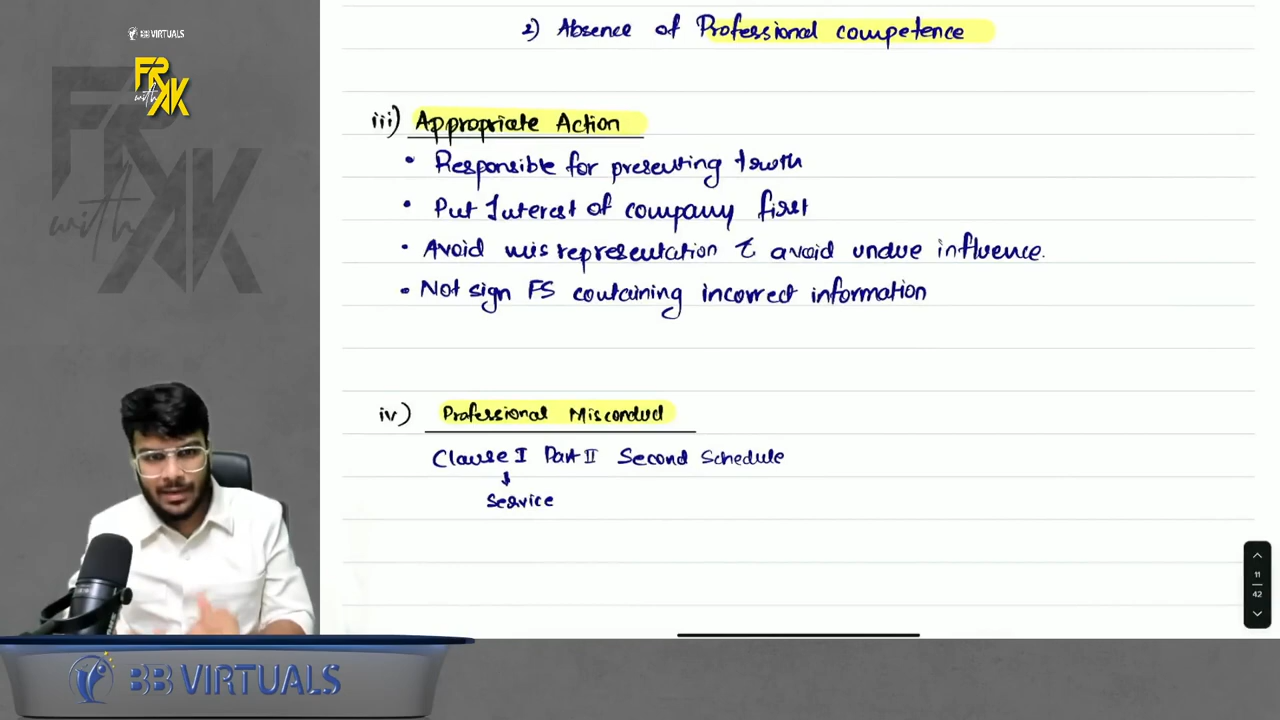 BB VIRTUALS
FR
with AK
2) Absence of Professional competence
iii) Appropriate Action
• Responsible for presenting truth
• Put Interest of company first
• Avoid misrepresentation & avoid undue influence.
• Not sign FS containing incorrect information
iv) Professional Misconduct
Clause I Part II Second Schedule
↓
Service
11
42
BB VIRTUALS